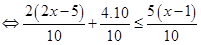 ⇔ 2(2x-5)/10 + 4.10/10 ≤ 5(x-1)/10